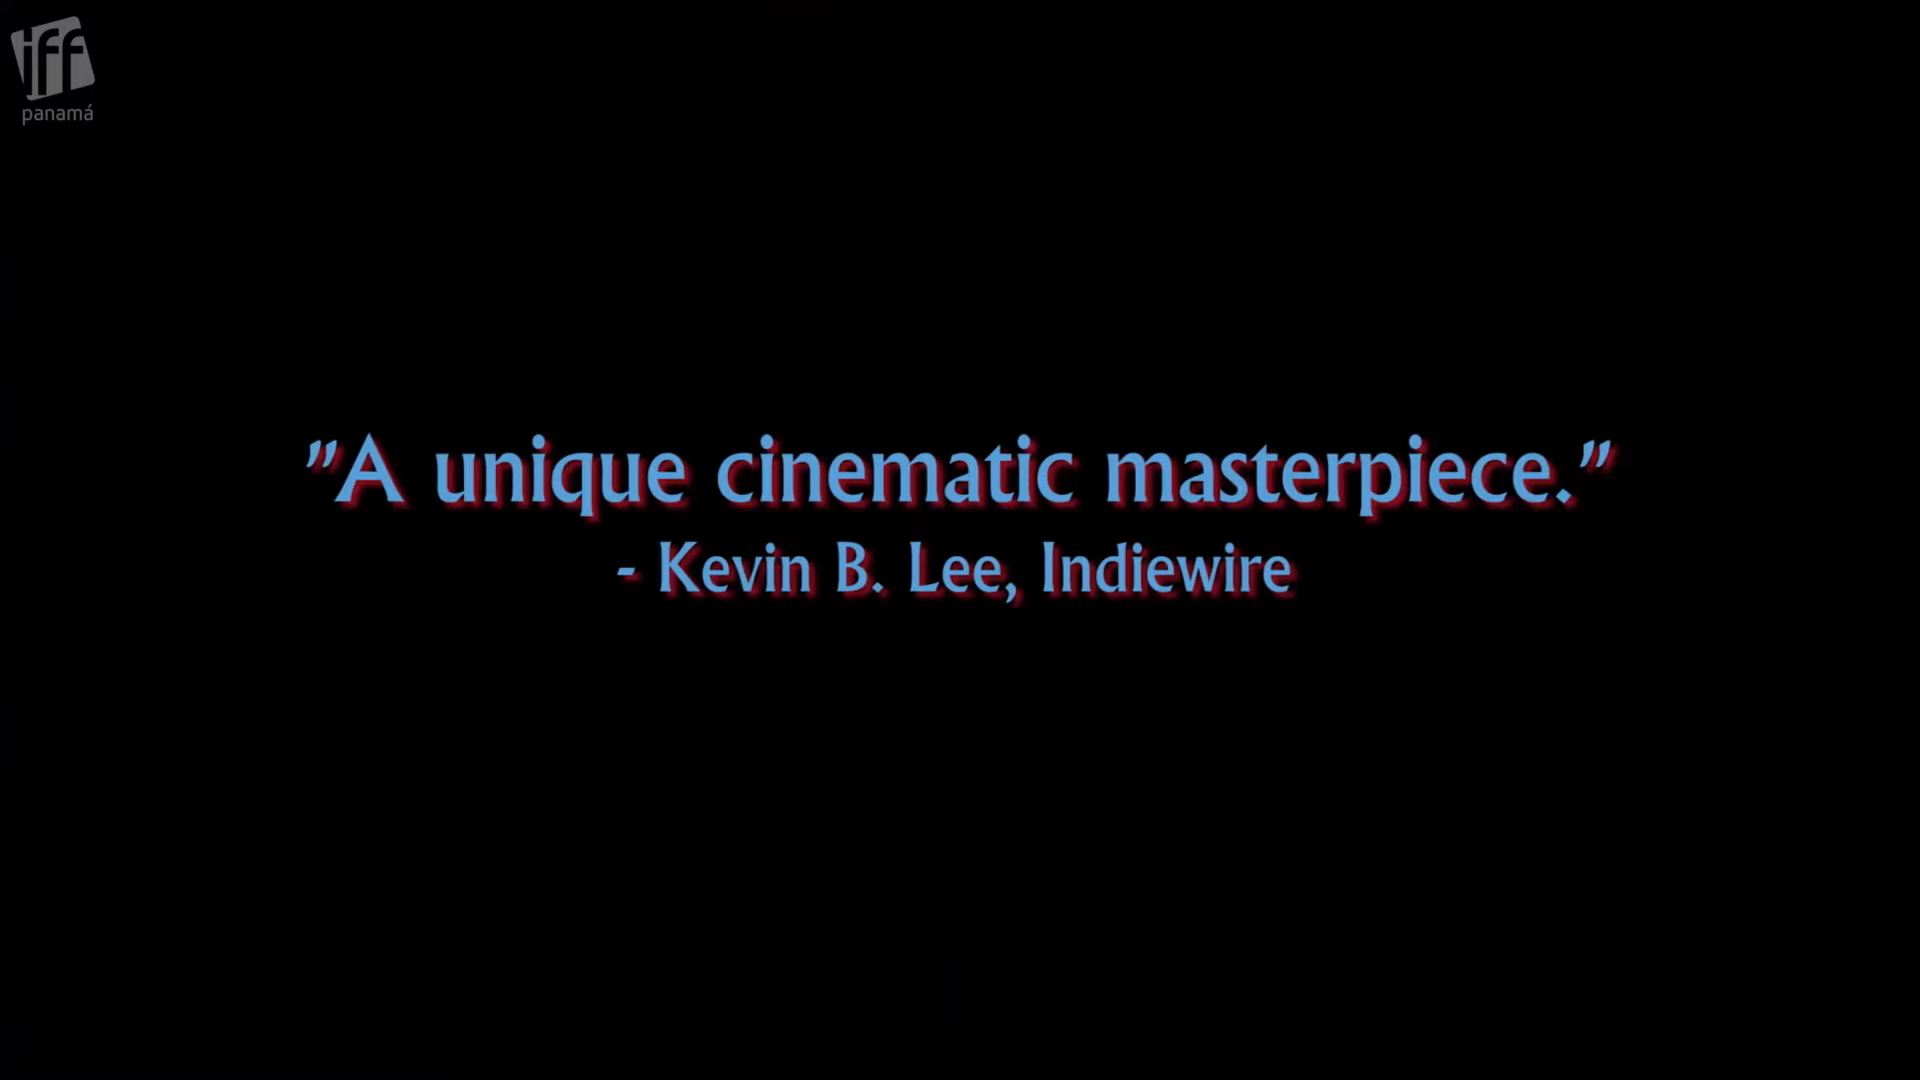 iff
panamá
"A unique cinematic masterpiece."
- Kevin B. Lee, Indiewire